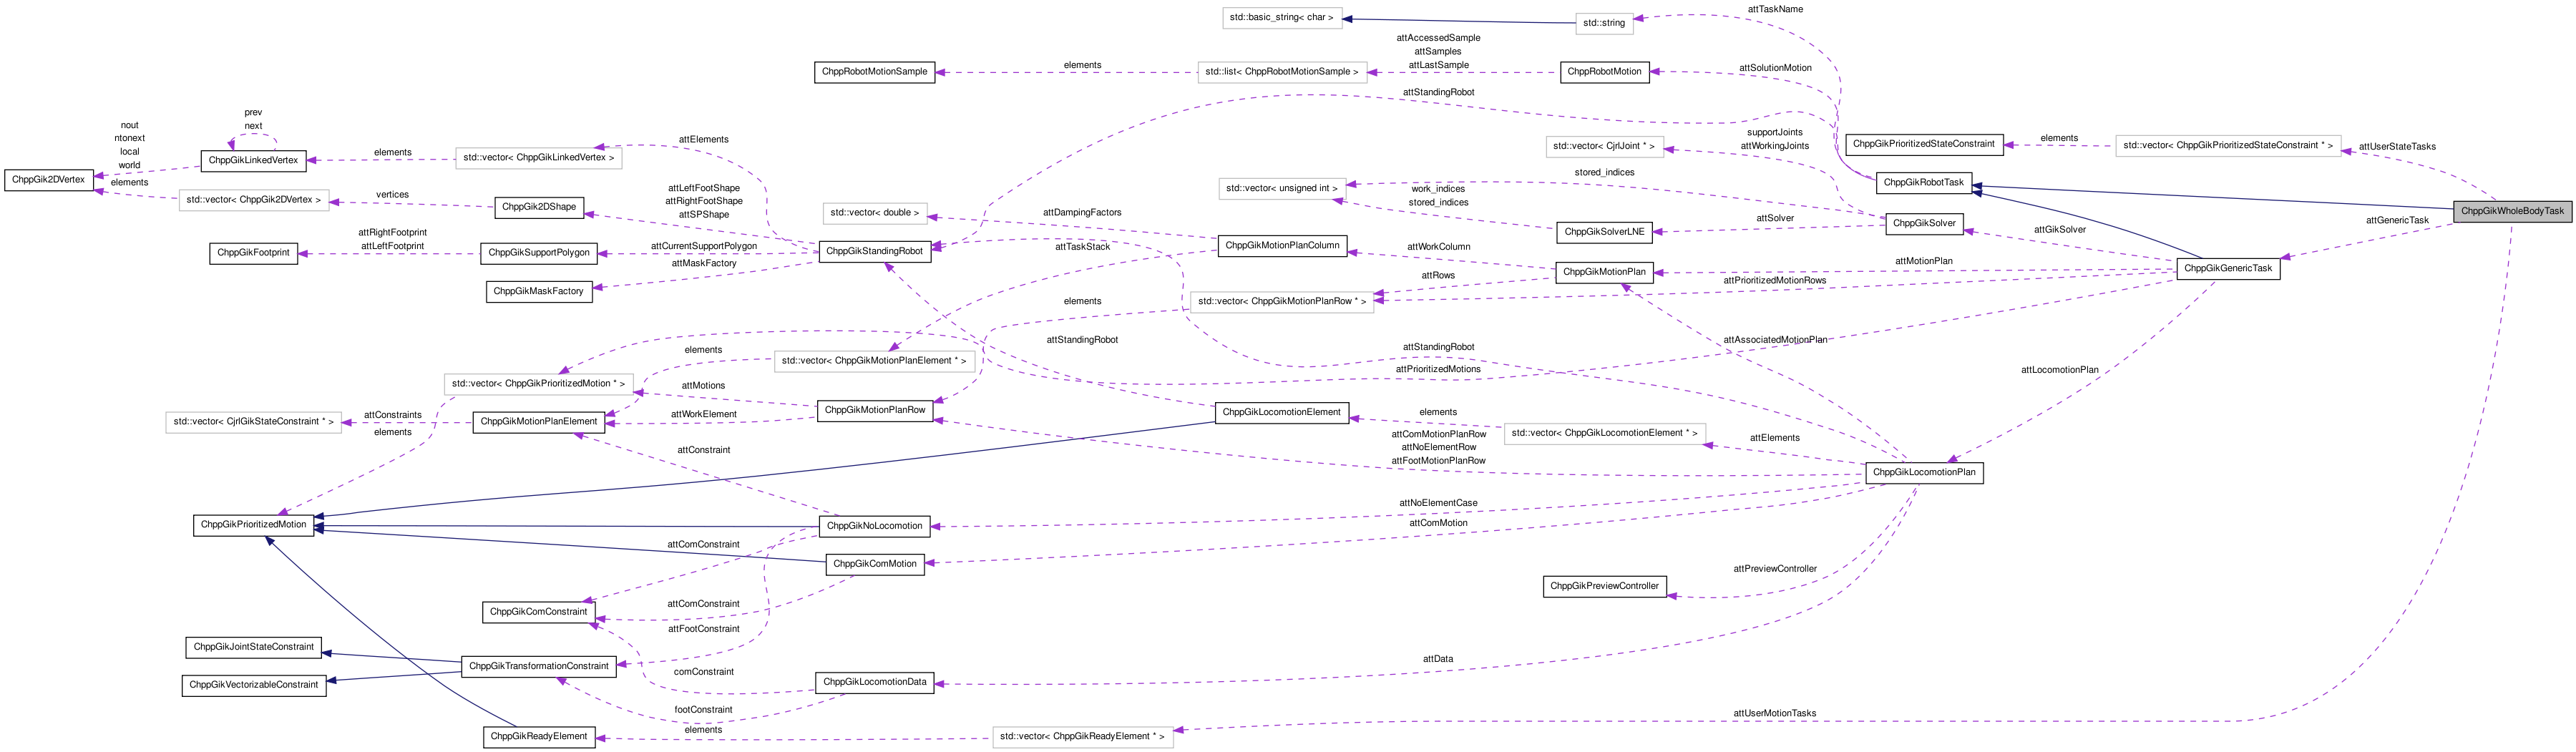 attTaskName
std::basic_string< char >
std::string
attAccessedSample
attSamples
attLastSample
elements
attSolutionMotion
ChppRobotMotionSample
std::list< ChppRobotMotionSample >
ChppRobotMotion
attStandingRobot
prev
next
nout
ntonext
local
world
elements
attElements
supportJoints
attWorkingJoints
elements
ChppGikPrioritizedStateConstraint
std::vector< ChppGikPrioritizedStateConstraint * >
attUserStateTasks
ChppGikLinkedVertex
elements
std::vector< ChppGikLinkedVertex >
std::vector< CjrlJoint * >
ChppGik2DVertex
std::vector< ChppGik2DVertex >
vertices
ChppGik2DShape
attLeftFootShape
attRightFootShape
attSPShape
std::vector< double >
std::vector< unsigned int >
stored_indices
work_indices
stored_indices
ChppGikRobotTask
ChppGikWholeBodyTask
attDampingFactors
attSolver
ChppGikSolver
attGenericTask
ChppGikSolverLNE
attGikSolver
attRightFootprint
attLeftFootprint
ChppGikFootprint
ChppGikSupportPolygon
attCurrentSupportPolygon
ChppGikStandingRobot
attTaskStack
ChppGikMotionPlanColumn
attWorkColumn
attMaskFactory
ChppGikMaskFactory
attMotionPlan
ChppGikMotionPlan
ChppGikGenericTask
attRows
attPrioritizedMotionRows
elements
std::vector< ChppGikMotionPlanRow * >
attStandingRobot
attAssociatedMotionPlan
elements
std::vector< ChppGikMotionPlanElement * >
attStandingRobot
attPrioritizedMotions
attLocomotionPlan
std::vector< ChppGikPrioritizedMotion * >
attMotions
ChppGikMotionPlanRow
ChppGikLocomotionElement
elements
std::vector< CjrlGikStateConstraint * >
attConstraints
elements
ChppGikMotionPlanElement
attWorkElement
std::vector< ChppGikLocomotionElement * >
attElements
attComMotionPlanRow
attNoElementRow
attFootMotionPlanRow
attConstraint
ChppGikLocomotionPlan
attNoElementCase
attComMotion
ChppGikPrioritizedMotion
ChppGikNoLocomotion
attComConstraint
ChppGikComMotion
attPreviewController
ChppGikPreviewController
ChppGikComConstraint
attComConstraint
attFootConstraint
ChppGikJointStateConstraint
ChppGikTransformationConstraint
comConstraint
attData
ChppGikVectorizableConstraint
ChppGikLocomotionData
footConstraint
attUserMotionTasks
ChppGikReadyElement
elements
std::vector< ChppGikReadyElement * >